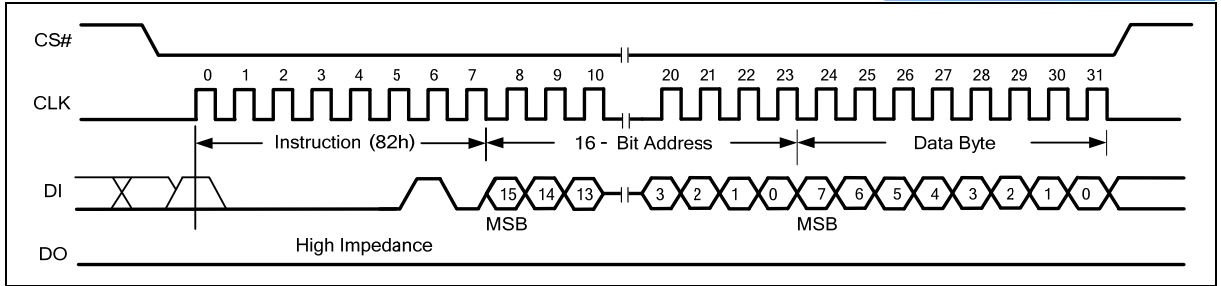 CS#
0 1 2 3 4 5 6 7 8 9 10 20 21 22 23 24 25 26 27 28 29 30 31
CLK
Instruction (82h) 16 - Bit Address Data Byte
DI 15 14 13 3 2 1 0 7 6 5 4 3 2 1 0
MSB MSB
High Impedance
DO